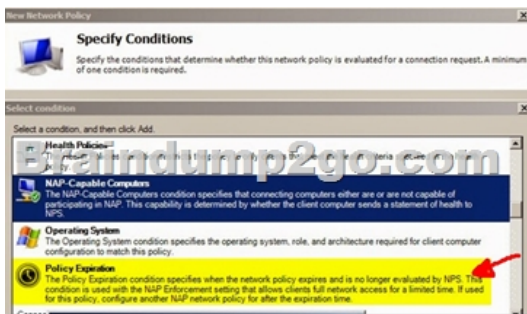 New Network Policy
Specify Conditions
Specify the conditions that determine whether this network policy is evaluated for a connection request. A minimum
of one condition is required.
Select condition
Select a condition, and then click Add.
Health Policies
Braindump2go.com
policy.
NAP-Capable Computers
The NAP-Capable Computers condition specifies that connecting computers either are or are not capable of
participating in NAP. This capability is determined by whether the client computer sends a statement of health to
NPS.
Operating System
The Operating System condition specifies the operating system, role, and architecture required for client computer
configuration to match this policy.
Policy Expiration
The Policy Expiration condition specifies when the network policy expires and is no longer evaluated by NPS. This
condition is used with the NAP Enforcement setting that allows clients full network access for a limited time. If used
for this policy, configure another NAP network policy for after the expiration time.